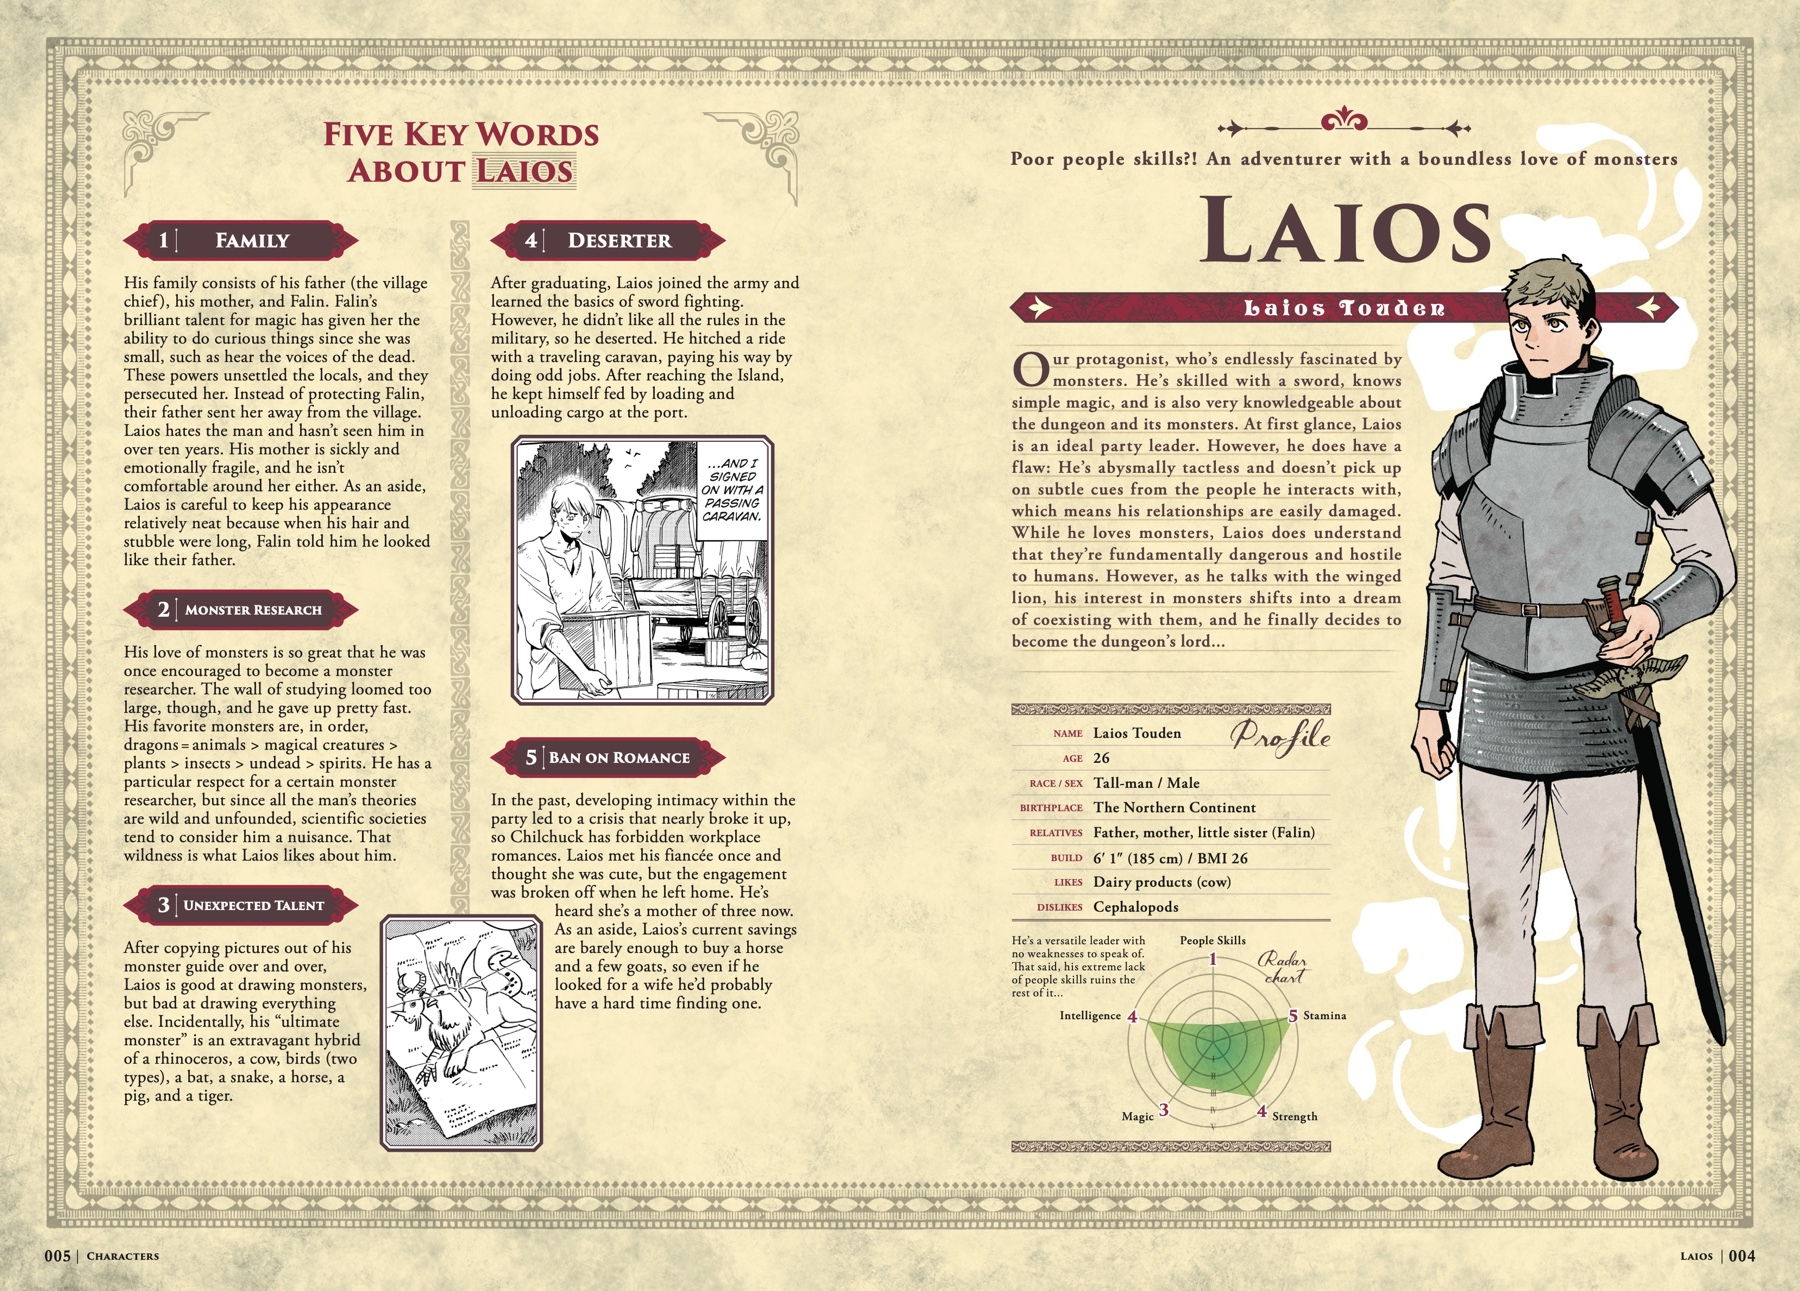 Poor people skills?! An adventurer with a boundless love of monsters
LAIOS
Laios Touden
Our protagonist, who's endlessly fascinated by
monsters. He's skilled with a sword, knows
simple magic, and is also very knowledgeable about
the dungeon and its monsters. At first glance, Laios
is an ideal party leader. However, he does have a
flaw: He's abysmally tactless and doesn't pick up
on subtle cues from the people he interacts with,
which means his relationships are easily damaged.
While he loves monsters, Laios does understand
that they're fundamentally dangerous and hostile
to humans. However, as he talks with the winged
lion, his interest in monsters shifts into a dream
of coexisting with them, and he finally decides to
become the dungeon's lord...
Profile
NAME Laios Touden
AGE 26
RACE / SEX Tall-man / Male
BIRTHPLACE The Northern Continent
RELATIVES Father, mother, little sister (Falin)
BUILD 6′ 1″ (185 cm) / BMI 26
LIKES Dairy products (cow)
DISLIKES Cephalopods
He's a versatile leader with
no weaknesses to speak of.
That said, his extreme lack
of people skills ruins the
rest of it...
Radar
chart
People Skills
1
Intelligence 4
5 Stamina
Magic 3
4 Strength
I
II
III
IV
V
LAIOS | 004
FIVE KEY WORDS
ABOUT LAIOS
1 FAMILY
His family consists of his father (the village
chief), his mother, and Falin. Falin's
brilliant talent for magic has given her the
ability to do curious things since she was
small, such as hear the voices of the dead.
These powers unsettled the locals, and they
persecuted her. Instead of protecting Falin,
their father sent her away from the village.
Laios hates the man and hasn't seen him in
over ten years. His mother is sickly and
emotionally fragile, and he isn't
comfortable around her either. As an aside,
Laios is careful to keep his appearance
relatively neat because when his hair and
stubble were long, Falin told him he looked
like their father.
2 MONSTER RESEARCH
His love of monsters is so great that he was
once encouraged to become a monster
researcher. The wall of studying loomed too
large, though, and he gave up pretty fast.
His favorite monsters are, in order,
dragons = animals > magical creatures >
plants > insects > undead > spirits. He has a
particular respect for a certain monster
researcher, but since all the man's theories
are wild and unfounded, scientific societies
tend to consider him a nuisance. That
wildness is what Laios likes about him.
3 UNEXPECTED TALENT
After copying pictures out of his
monster guide over and over,
Laios is good at drawing monsters,
but bad at drawing everything
else. Incidentally, his “ultimate
monster” is an extravagant hybrid
of a rhinoceros, a cow, birds (two
types), a bat, a snake, a horse, a
pig, and a tiger.
4 DESERTER
After graduating, Laios joined the army and
learned the basics of sword fighting.
However, he didn't like all the rules in the
military, so he deserted. He hitched a ride
with a traveling caravan, paying his way by
doing odd jobs. After reaching the Island,
he kept himself fed by loading and
unloading cargo at the port.
...AND I
SIGNED
ON WITH A
PASSING
CARAVAN.
5 BAN ON ROMANCE
In the past, developing intimacy within the
party led to a crisis that nearly broke it up,
so Chilchuck has forbidden workplace
romances. Laios met his fiancée once and
thought she was cute, but the engagement
was broken off when he left home. He's
heard she's a mother of three now.
As an aside, Laios's current savings
are barely enough to buy a horse
and a few goats, so even if he
looked for a wife he'd probably
have a hard time finding one.
005 | CHARACTERS